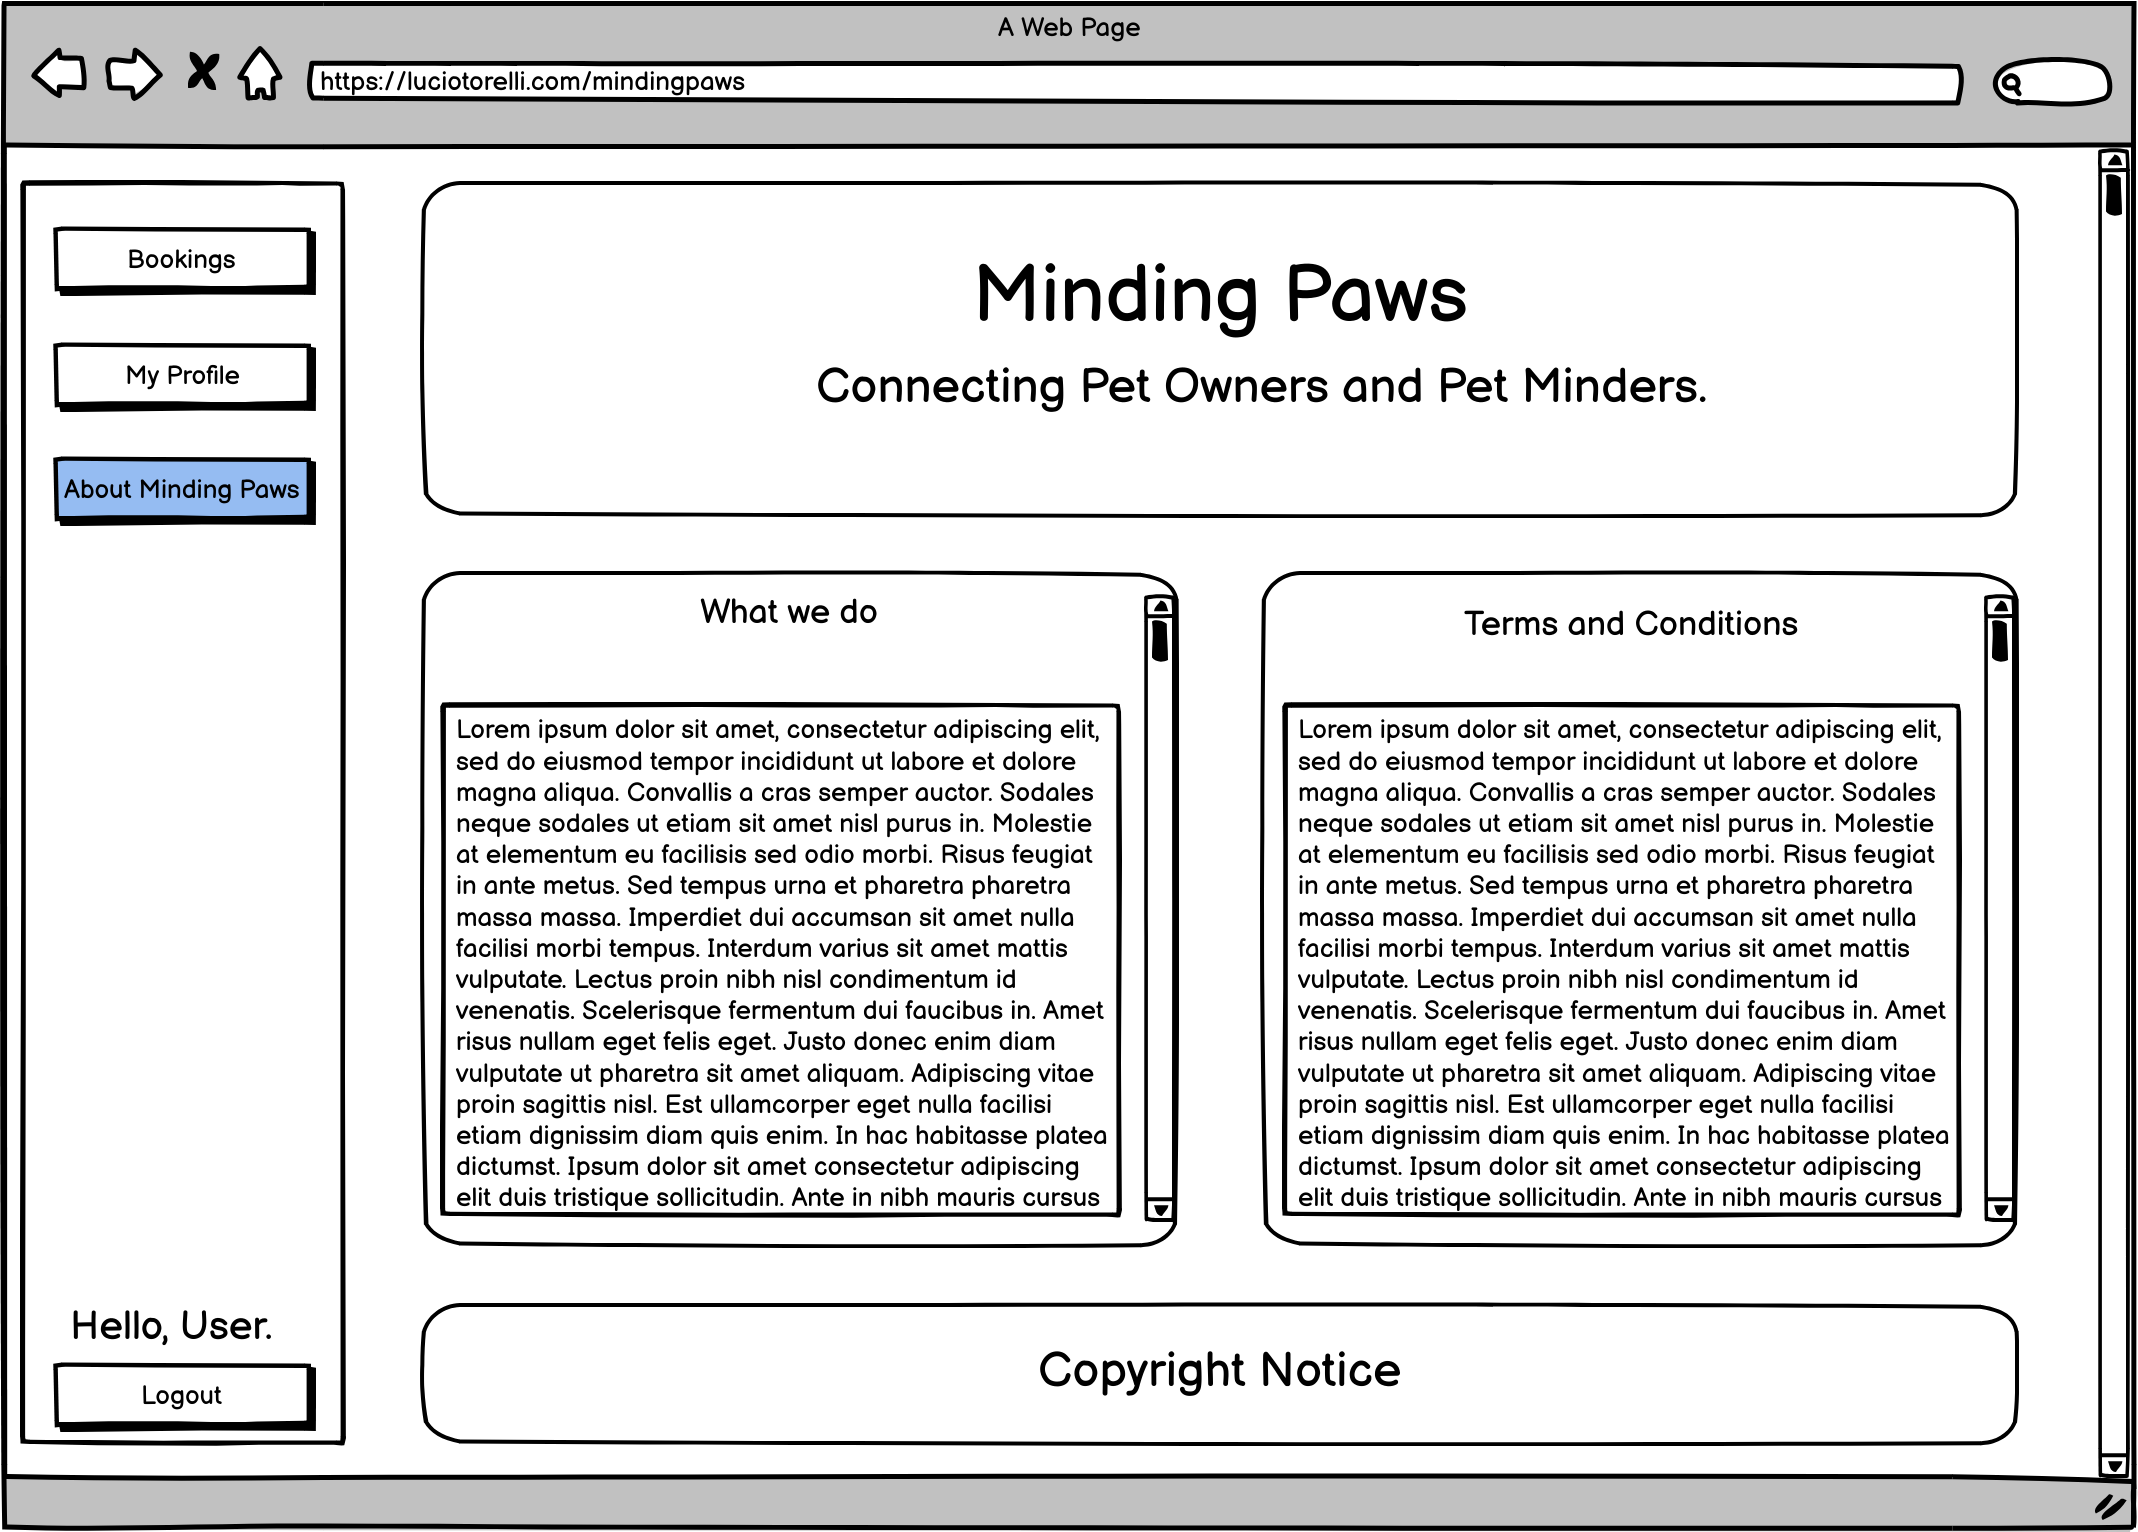 A Web Page
https://luciotorelli.com/mindingpaws
Bookings
My Profile
About Minding Paws
Hello, User.
Logout
Minding Paws
Connecting Pet Owners and Pet Minders.
What we do
Lorem ipsum dolor sit amet, consectetur adipiscing elit,
sed do eiusmod tempor incididunt ut labore et dolore
magna aliqua. Convallis a cras semper auctor. Sodales
neque sodales ut etiam sit amet nisl purus in. Molestie
at elementum eu facilisis sed odio morbi. Risus feugiat
in ante metus. Sed tempus urna et pharetra pharetra
massa massa. Imperdiet dui accumsan sit amet nulla
facilisi morbi tempus. Interdum varius sit amet mattis
vulputate. Lectus proin nibh nisl condimentum id
venenatis. Scelerisque fermentum dui faucibus in. Amet
risus nullam eget felis eget. Justo donec enim diam
vulputate ut pharetra sit amet aliquam. Adipiscing vitae
proin sagittis nisl. Est ullamcorper eget nulla facilisi
etiam dignissim diam quis enim. In hac habitasse platea
dictumst. Ipsum dolor sit amet consectetur adipiscing
elit duis tristique sollicitudin. Ante in nibh mauris cursus
Terms and Conditions
Lorem ipsum dolor sit amet, consectetur adipiscing elit,
sed do eiusmod tempor incididunt ut labore et dolore
magna aliqua. Convallis a cras semper auctor. Sodales
neque sodales ut etiam sit amet nisl purus in. Molestie
at elementum eu facilisis sed odio morbi. Risus feugiat
in ante metus. Sed tempus urna et pharetra pharetra
massa massa. Imperdiet dui accumsan sit amet nulla
facilisi morbi tempus. Interdum varius sit amet mattis
vulputate. Lectus proin nibh nisl condimentum id
venenatis. Scelerisque fermentum dui faucibus in. Amet
risus nullam eget felis eget. Justo donec enim diam
vulputate ut pharetra sit amet aliquam. Adipiscing vitae
proin sagittis nisl. Est ullamcorper eget nulla facilisi
etiam dignissim diam quis enim. In hac habitasse platea
dictumst. Ipsum dolor sit amet consectetur adipiscing
elit duis tristique sollicitudin. Ante in nibh mauris cursus
Copyright Notice